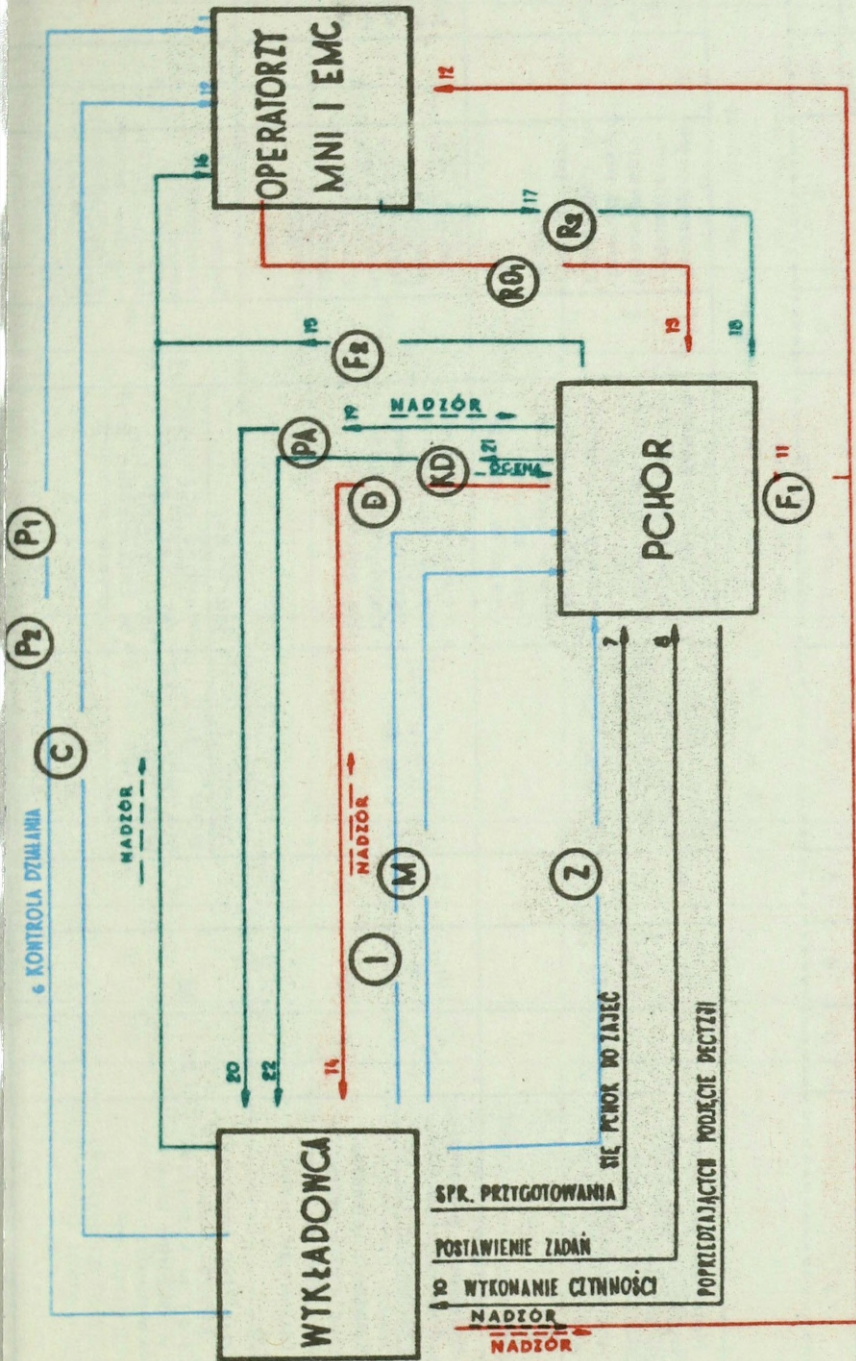 6 KONTROLA DZIAŁANIA
P1
P2
C
16
OPERATORZY
MNI I EMC
12
17
R2
RD1
13
18
15
F2
NADZÓR
19
NADZÓR
PA
21
OCENA
KD
D
PCHOR
11
F1
20
22
14
NADZÓR
I
M
Z
7
8
WYKŁADOWCA
SPR. PRZYGOTOWANIA
SIĘ PCHOR DO ZAJĘĆ
POSTAWIENIE ZADAŃ
10 WYKONANIE CZYNNOŚCI
POPRZEDZAJĄCYCH PODJĘCIE DECYZJI
NADZÓR
NADZÓR